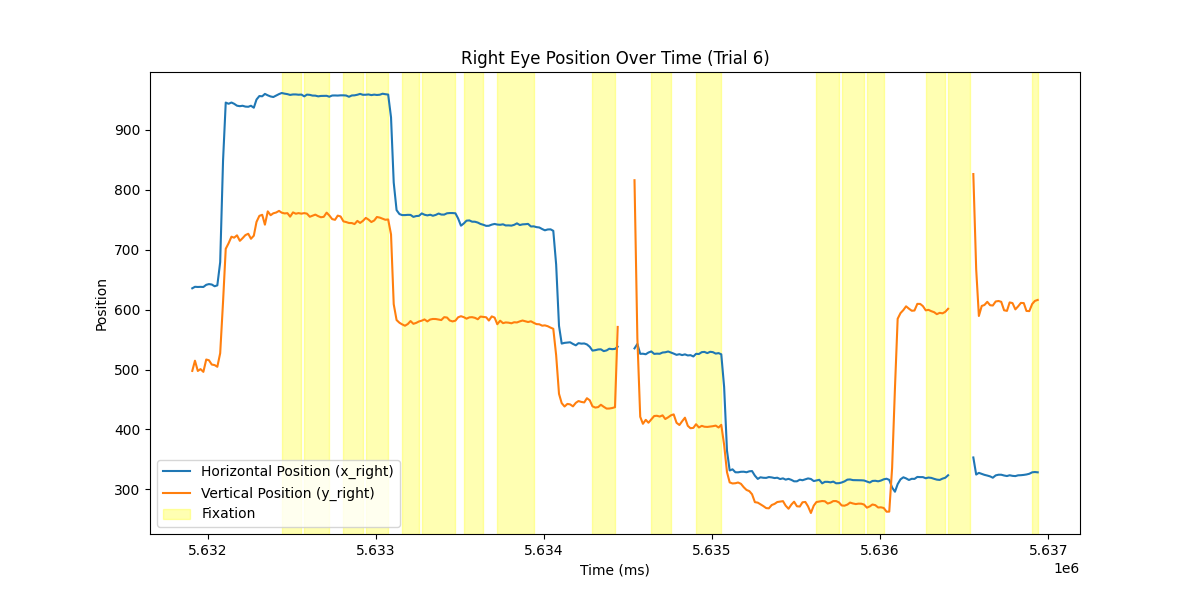 Right Eye Position Over Time (Trial 6)
Position
900
800
700
600
500
400
300
Horizontal Position (x_right)
Vertical Position (y_right)
Fixation
5.632 5.633 5.634 5.635 5.636 5.637
1e6
Time (ms)